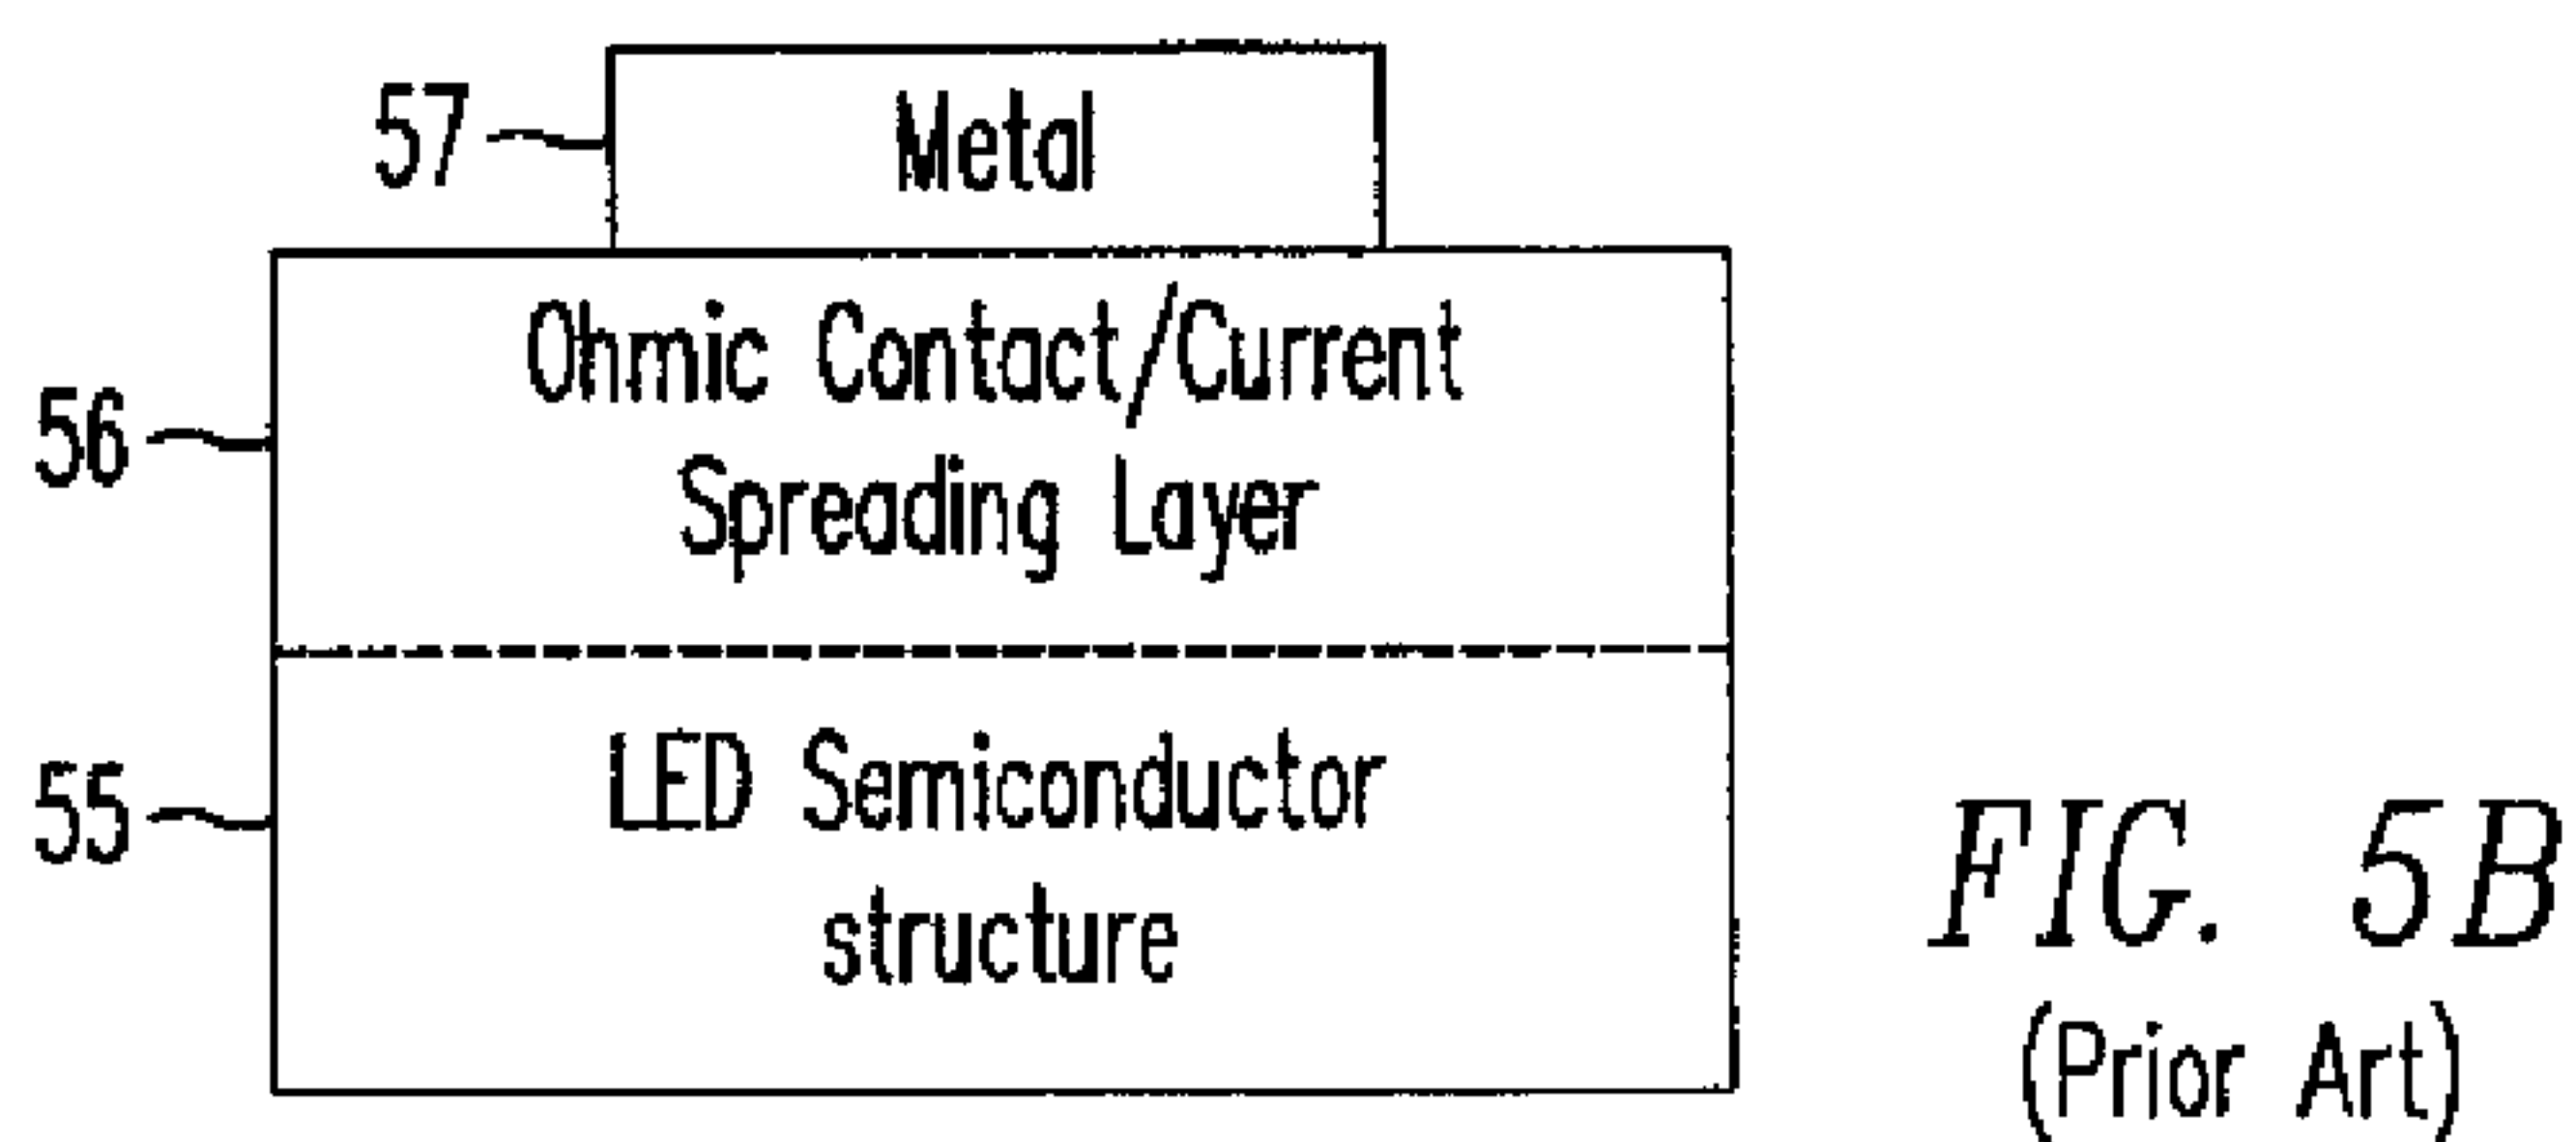 57
Metal
56
Ohmic Contact/Current
Spreading Layer
55
LED Semiconductor
structure
FIG. 5B
(Prior Art)